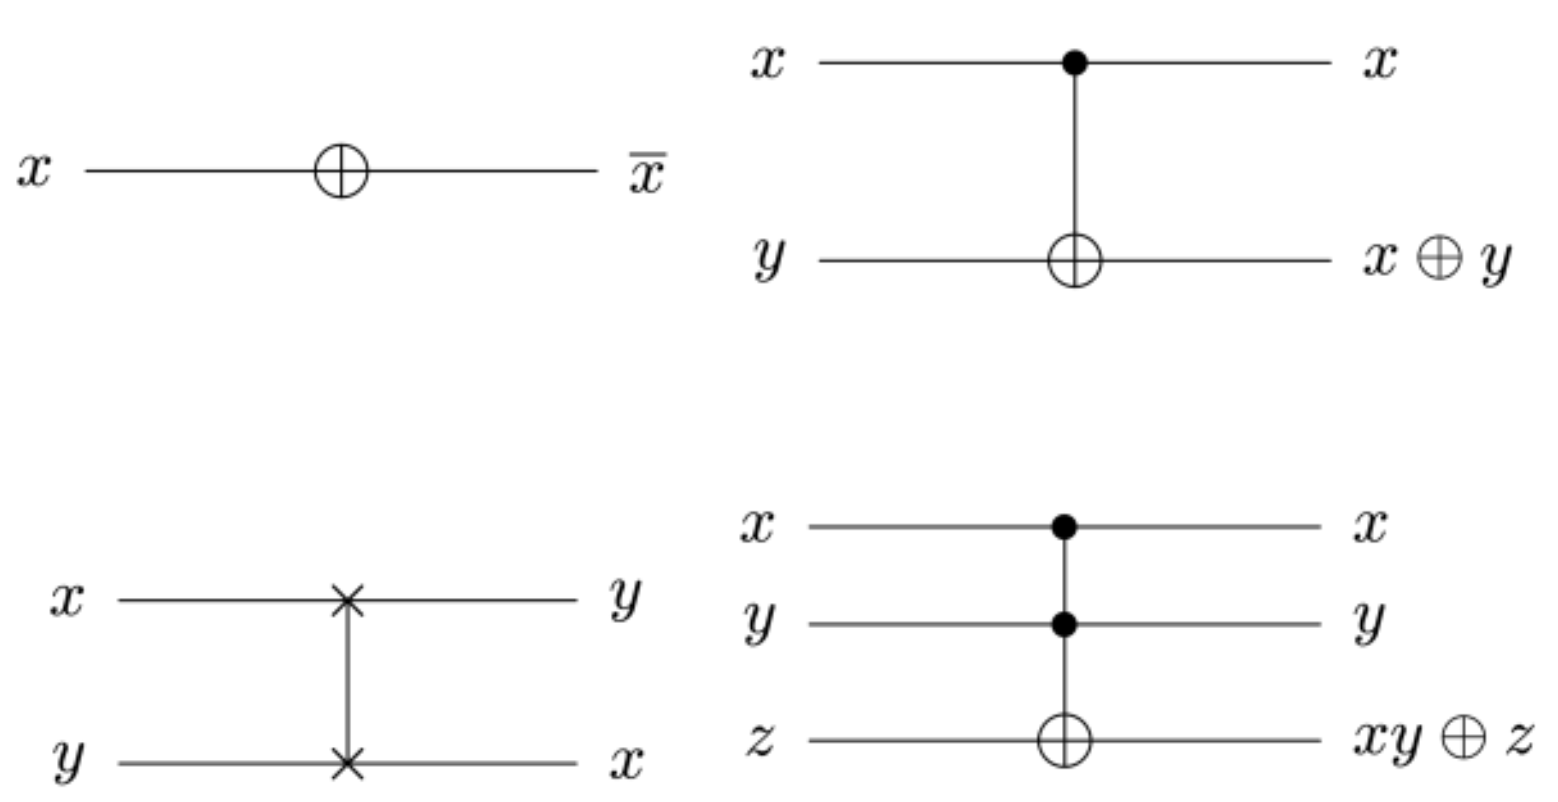 x x̅
x x
y x ⊕ y
x y
y x
x x
y y
z xy ⊕ z